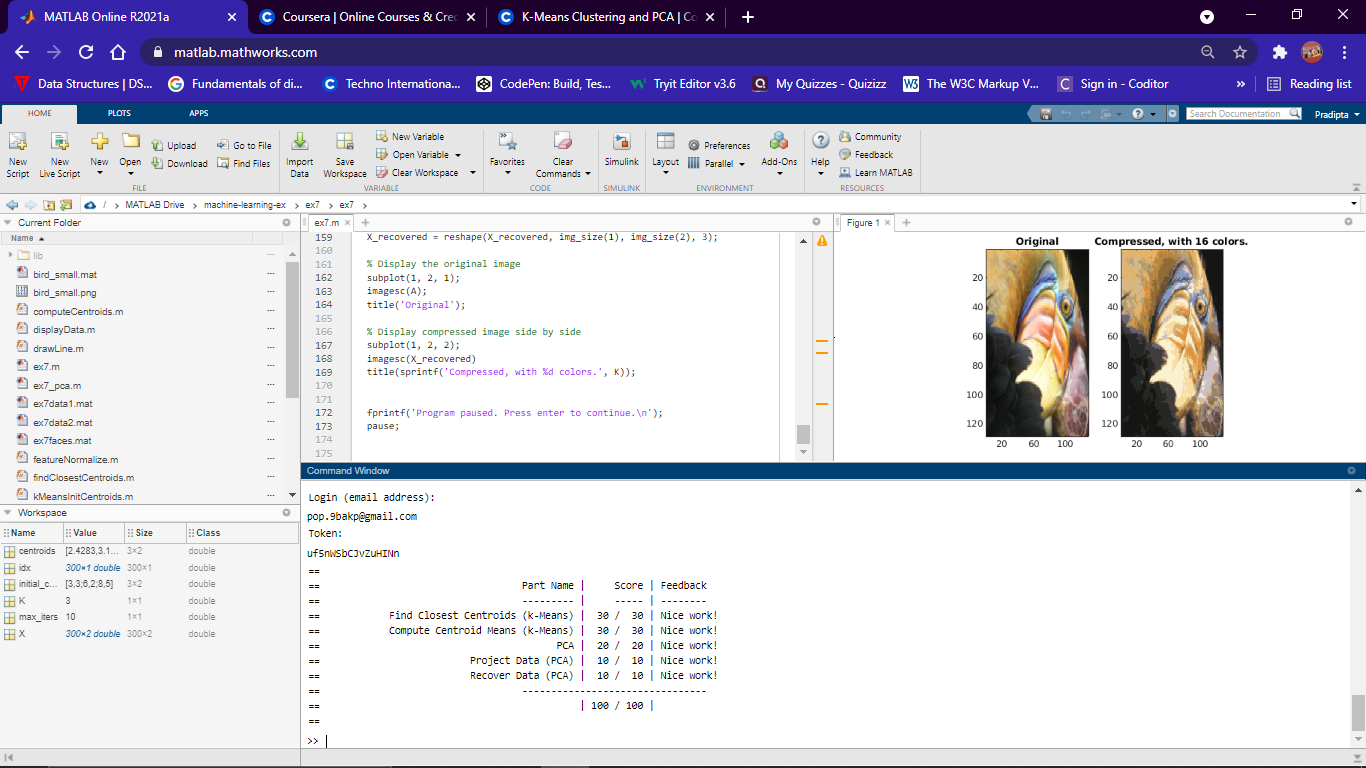 MATLAB Online R2021a
Coursera | Online Courses & Cred
K-Means Clustering and PCA | Co
matlab.mathworks.com
Data Structures | DS...
Fundamentals of di...
Techno Internationa...
CodePen: Build, Tes...
Tryit Editor v3.6
My Quizzes - Quizizz
The W3C Markup V...
Sign in - Coditor
»
Reading list
HOME
PLOTS
APPS
Search Documentation
Pradipta
New Script
New Live Script
New
Open
Upload
Download
Go to File
Find Files
Import Data
Save Workspace
New Variable
Open Variable
Clear Workspace
Favorites
Clear Commands
Simulink
Layout
Preferences
Parallel
Add-Ons
Help
Community
Feedback
Learn MATLAB
FILE
VARIABLE
CODE
SIMULINK
ENVIRONMENT
RESOURCES
/ > MATLAB Drive > machine-learning-ex > ex7 > ex7 >
Current Folder
Name
lib
bird_small.mat
bird_small.png
computeCentroids.m
displayData.m
drawLine.m
ex7.m
ex7_pca.m
ex7data1.mat
ex7data2.mat
ex7faces.mat
featureNormalize.m
findClosestCentroids.m
kMeansInitCentroids.m
Workspace
Name Value Size Class
centroids [2.4283,3.1... 3×2 double
idx 300×1 double 300×1 double
initial_c... [3,3;6,2;8,5] 3×2 double
K 3 1×1 double
max_iters 10 1×1 double
X 300×2 double 300×2 double
ex7.m
159 X_recovered = reshape(X_recovered, img_size(1), img_size(2), 3);
160
161 % Display the original image
162 subplot(1, 2, 1);
163 imagesc(A);
164 title('Original');
165
166 % Display compressed image side by side
167 subplot(1, 2, 2);
168 imagesc(X_recovered)
169 title(sprintf('Compressed, with %d colors.', K));
170
171
172 fprintf('Program paused. Press enter to continue.\n');
173 pause;
174
175
Figure 1
Original
20
40
60
80
100
120
20 60 100
Compressed, with 16 colors.
20
40
60
80
100
120
20 60 100
Command Window
Login (email address):
pop.9bakp@gmail.com
Token:
uf5nWSbCJvZuHINn
==
== Part Name | Score | Feedback
== --------- | ----- | --------
== Find Closest Centroids (k-Means) | 30 / 30 | Nice work!
== Compute Centroid Means (k-Means) | 30 / 30 | Nice work!
== PCA | 20 / 20 | Nice work!
== Project Data (PCA) | 10 / 10 | Nice work!
== Recover Data (PCA) | 10 / 10 | Nice work!
== --------------------------------
== | 100 / 100 |
==
>>